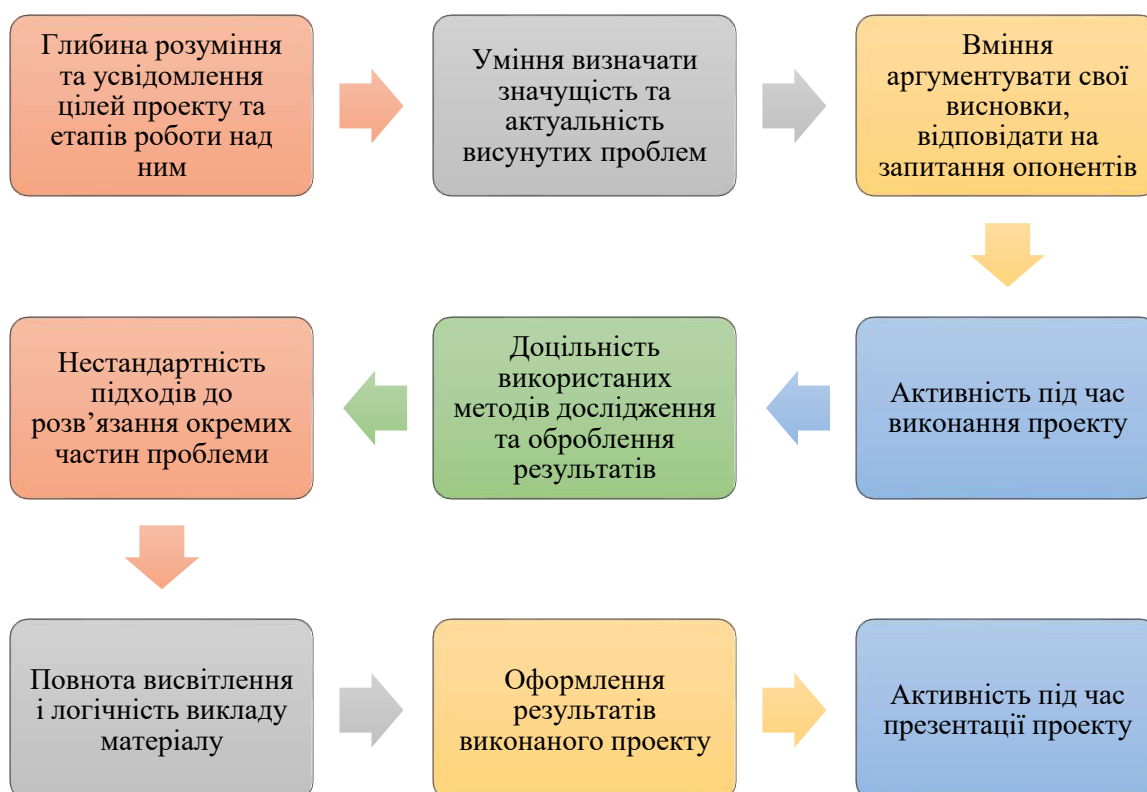 Глибина розуміння
та усвідомлення
цілей проекту та
етапів роботи над
ним
Уміння визначати
значущість та
актуальність
висунутих проблем
Вміння
аргументувати свої
висновки,
відповідати на
запитання опонентів
Активність під час
виконання проекту
Доцільність
використаних
методів дослідження
та оброблення
результатів
Нестандартність
підходів до
розв’язання окремих
частин проблеми
Повнота висвітлення
і логічність викладу
матеріалу
Оформлення
результатів
виконаного проекту
Активність під час
презентації проекту